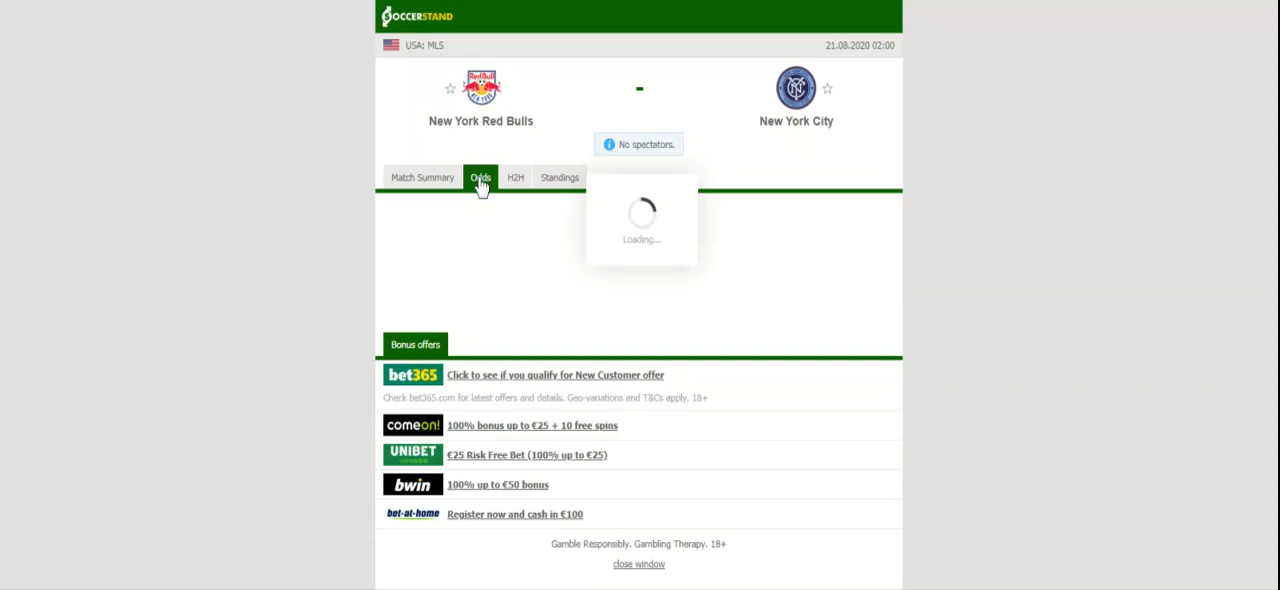 SOCCERSTAND
USA: MLS 21.08.2020 02:00
RedBull
NEW YORK
New York Red Bulls - New York City
No spectators.
Match Summary Odds H2H Standings
Loading...
Bonus offers
bet365 Click to see if you qualify for New Customer offer
Check bet365.com for latest offers and details. Geo-variations and T&Cs apply. 18+
comeon! 100% bonus up to €25 + 10 free spins
UNIBET €25 Risk Free Bet (100% up to €25)
bwin 100% up to €50 bonus
bet-at-home Register now and cash in €100
Gamble Responsibly. Gambling Therapy. 18+
close window